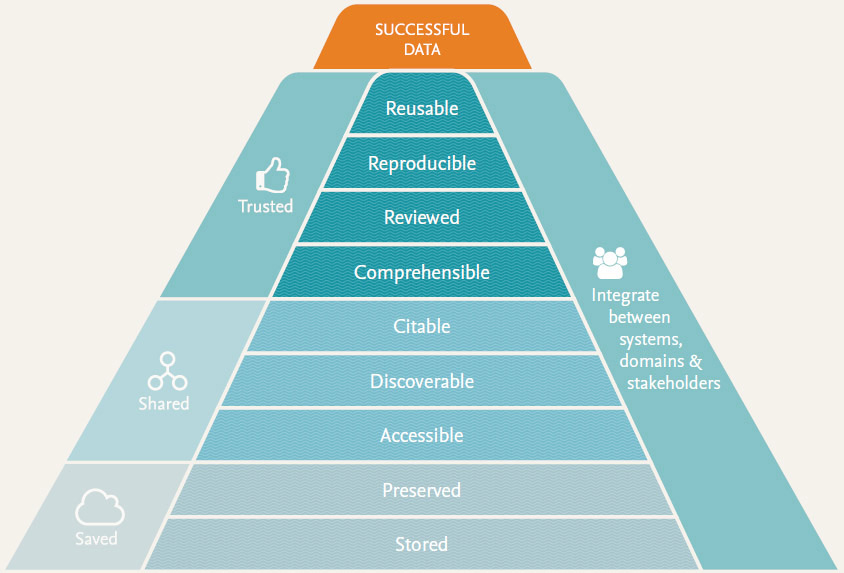 SUCCESSFUL
DATA
Reusable
Reproducible
Trusted
Reviewed
Comprehensible
Integrate
between
systems,
domains &
stakeholders
Citable
Discoverable
Shared
Accessible
Preserved
Saved
Stored